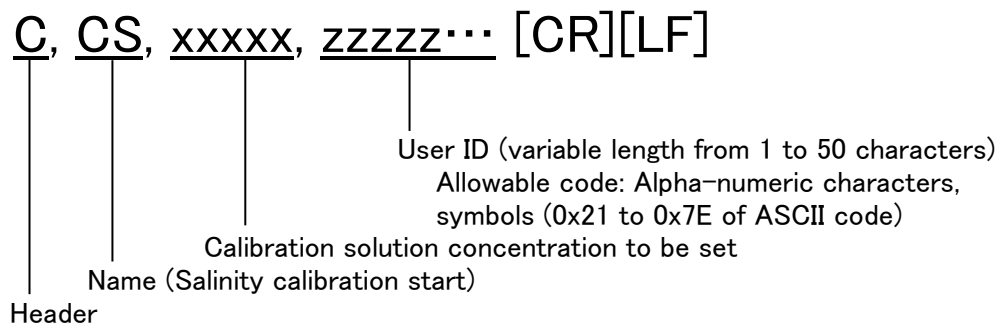 C, CS, xxxxx, zzzzz··· [CR][LF]
User ID (variable length from 1 to 50 characters)
Allowable code: Alpha-numeric characters,
symbols (0x21 to 0x7E of ASCII code)
Calibration solution concentration to be set
Name (Salinity calibration start)
Header